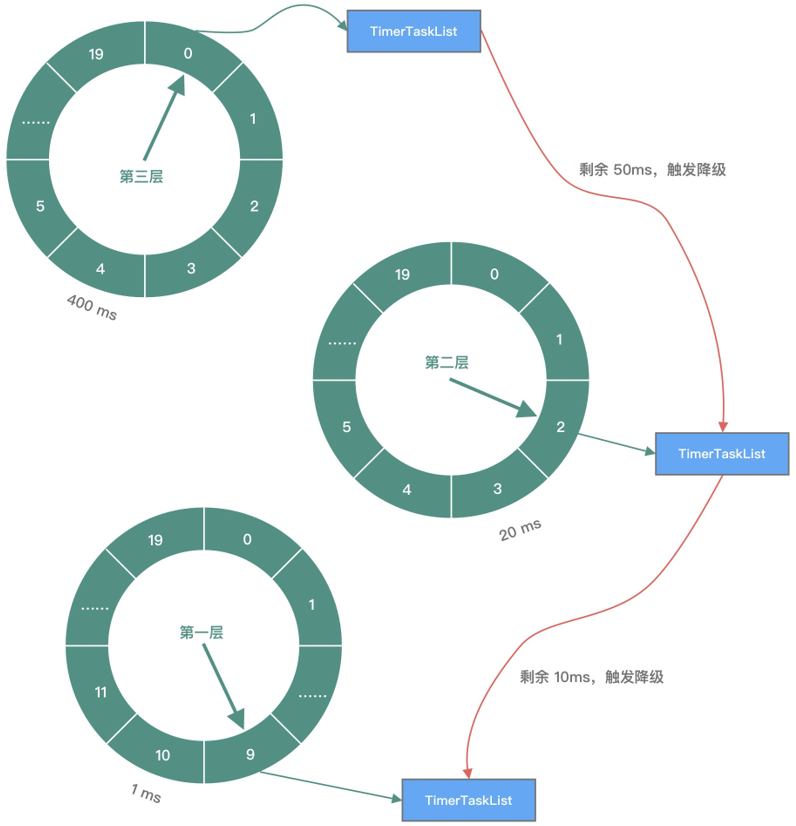 19
0
1
2
3
4
5
……
第三层
400 ms
TimerTaskList
剩余 50ms，触发降级
19
0
1
2
3
4
5
……
第二层
20 ms
TimerTaskList
剩余 10ms，触发降级
19
0
1
……
9
10
11
……
第一层
1 ms
TimerTaskList